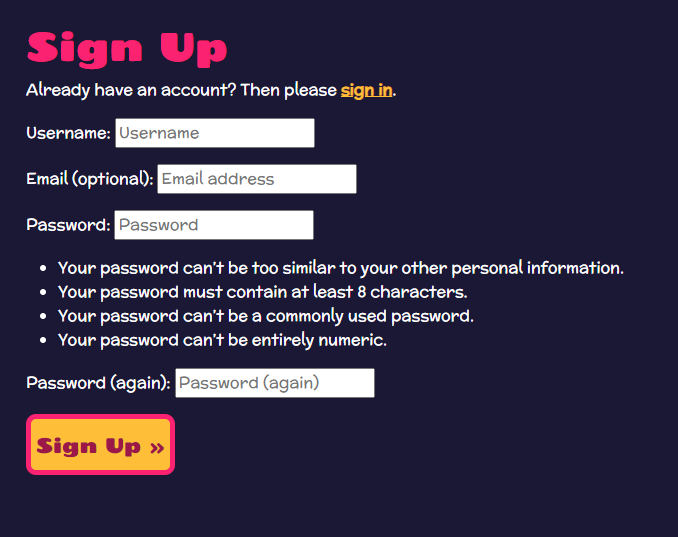 Sign Up
Already have an account? Then please sign in.
Username: Username
Email (optional): Email address
Password: Password
• Your password can't be too similar to your other personal information.
• Your password must contain at least 8 characters.
• Your password can't be a commonly used password.
• Your password can't be entirely numeric.
Password (again): Password (again)
Sign Up »